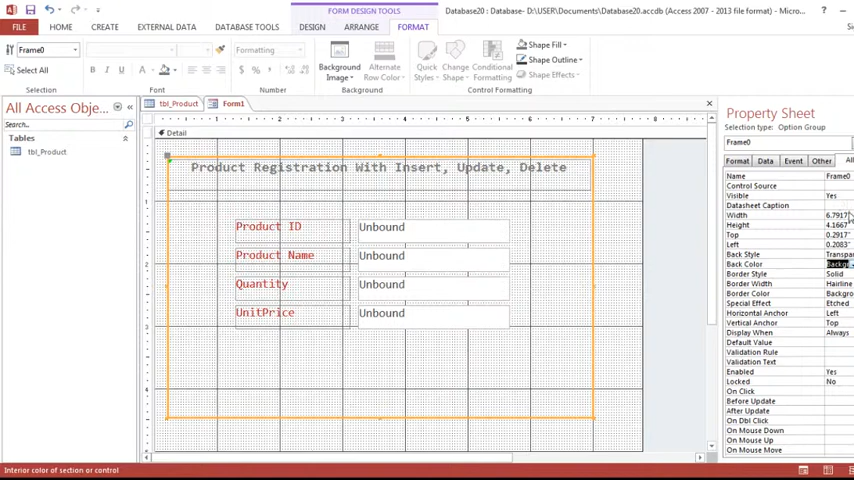 FORM DESIGN TOOLS
Database20 : Database- D:\USER\Documents\Database20.accdb (Access 2007 - 2013 file format) - Micro...
FILE
HOME
CREATE
EXTERNAL DATA
DATABASE TOOLS
DESIGN
ARRANGE
FORMAT
Frame0
Select All
Selection
B I U
A
Font
Formatting
$ % ,
Number
Background Image
Alternate Row Color
Background
Quick Styles
Change Shape
Conditional Formatting
Shape Fill
Shape Outline
Shape Effects
Control Formatting
All Access Obje...
Search...
Tables
tbl_Product
tbl_Product
Form1
Detail
Product Registration With Insert, Update, Delete
Product ID Unbound
Product Name Unbound
Quantity Unbound
UnitPrice Unbound
Property Sheet
Selection type: Option Group
Frame0
Format Data Event Other All
Name Frame0
Control Source
Visible Yes
Datasheet Caption
Width 6.7917"
Height 4.1667"
Top 0.2917"
Left 0.2083"
Back Style Transpa
Back Color Backg
Border Style Solid
Border Width Hairline
Border Color Backgro
Special Effect Etched
Horizontal Anchor Left
Vertical Anchor Top
Display When Always
Default Value
Validation Rule
Validation Text
Enabled Yes
Locked No
On Click
Before Update
After Update
On Dbl Click
On Mouse Down
On Mouse Up
On Mouse Move
Interior color of section or control